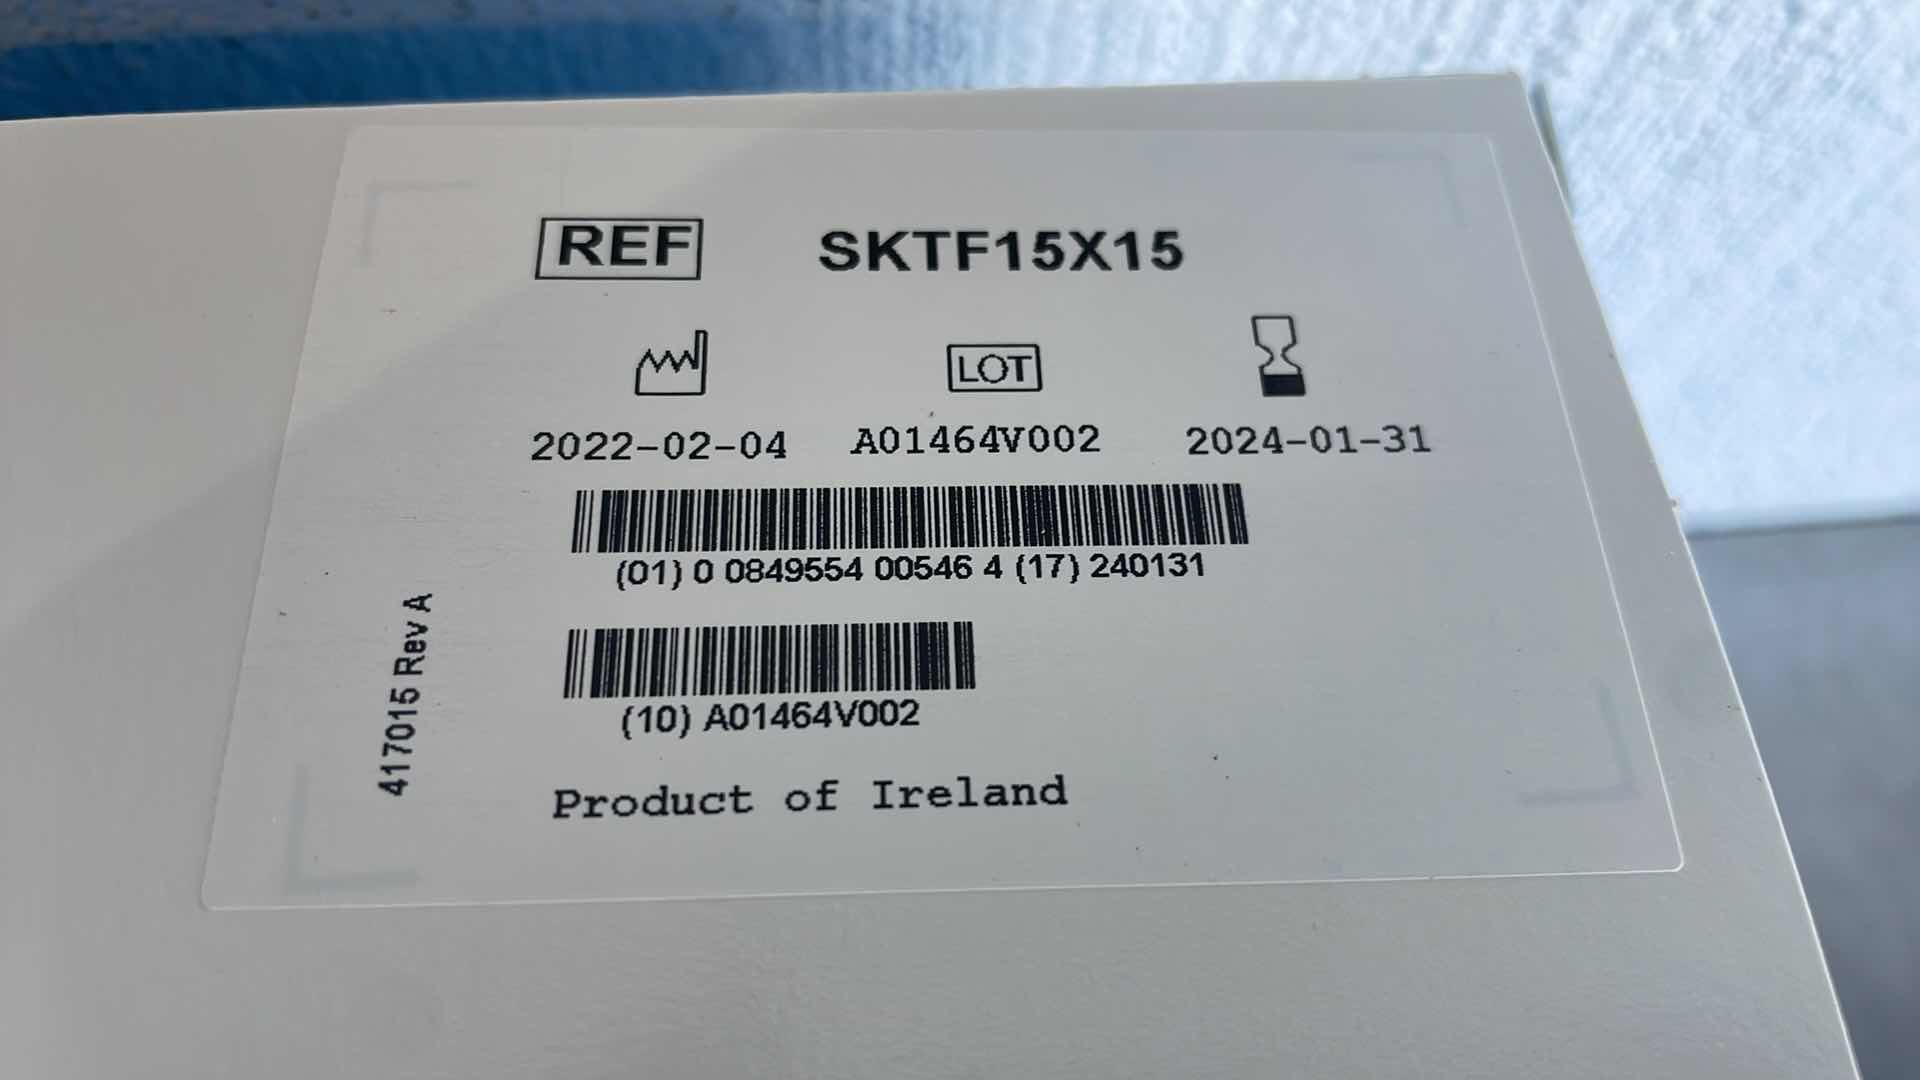 REF SKTF15X15
LOT
2022-02-04 A01464V002 2024-01-31
(01) 0 0849554 00546 4 (17) 240131
(10) A01464V002
Product of Ireland
417015 Rev A